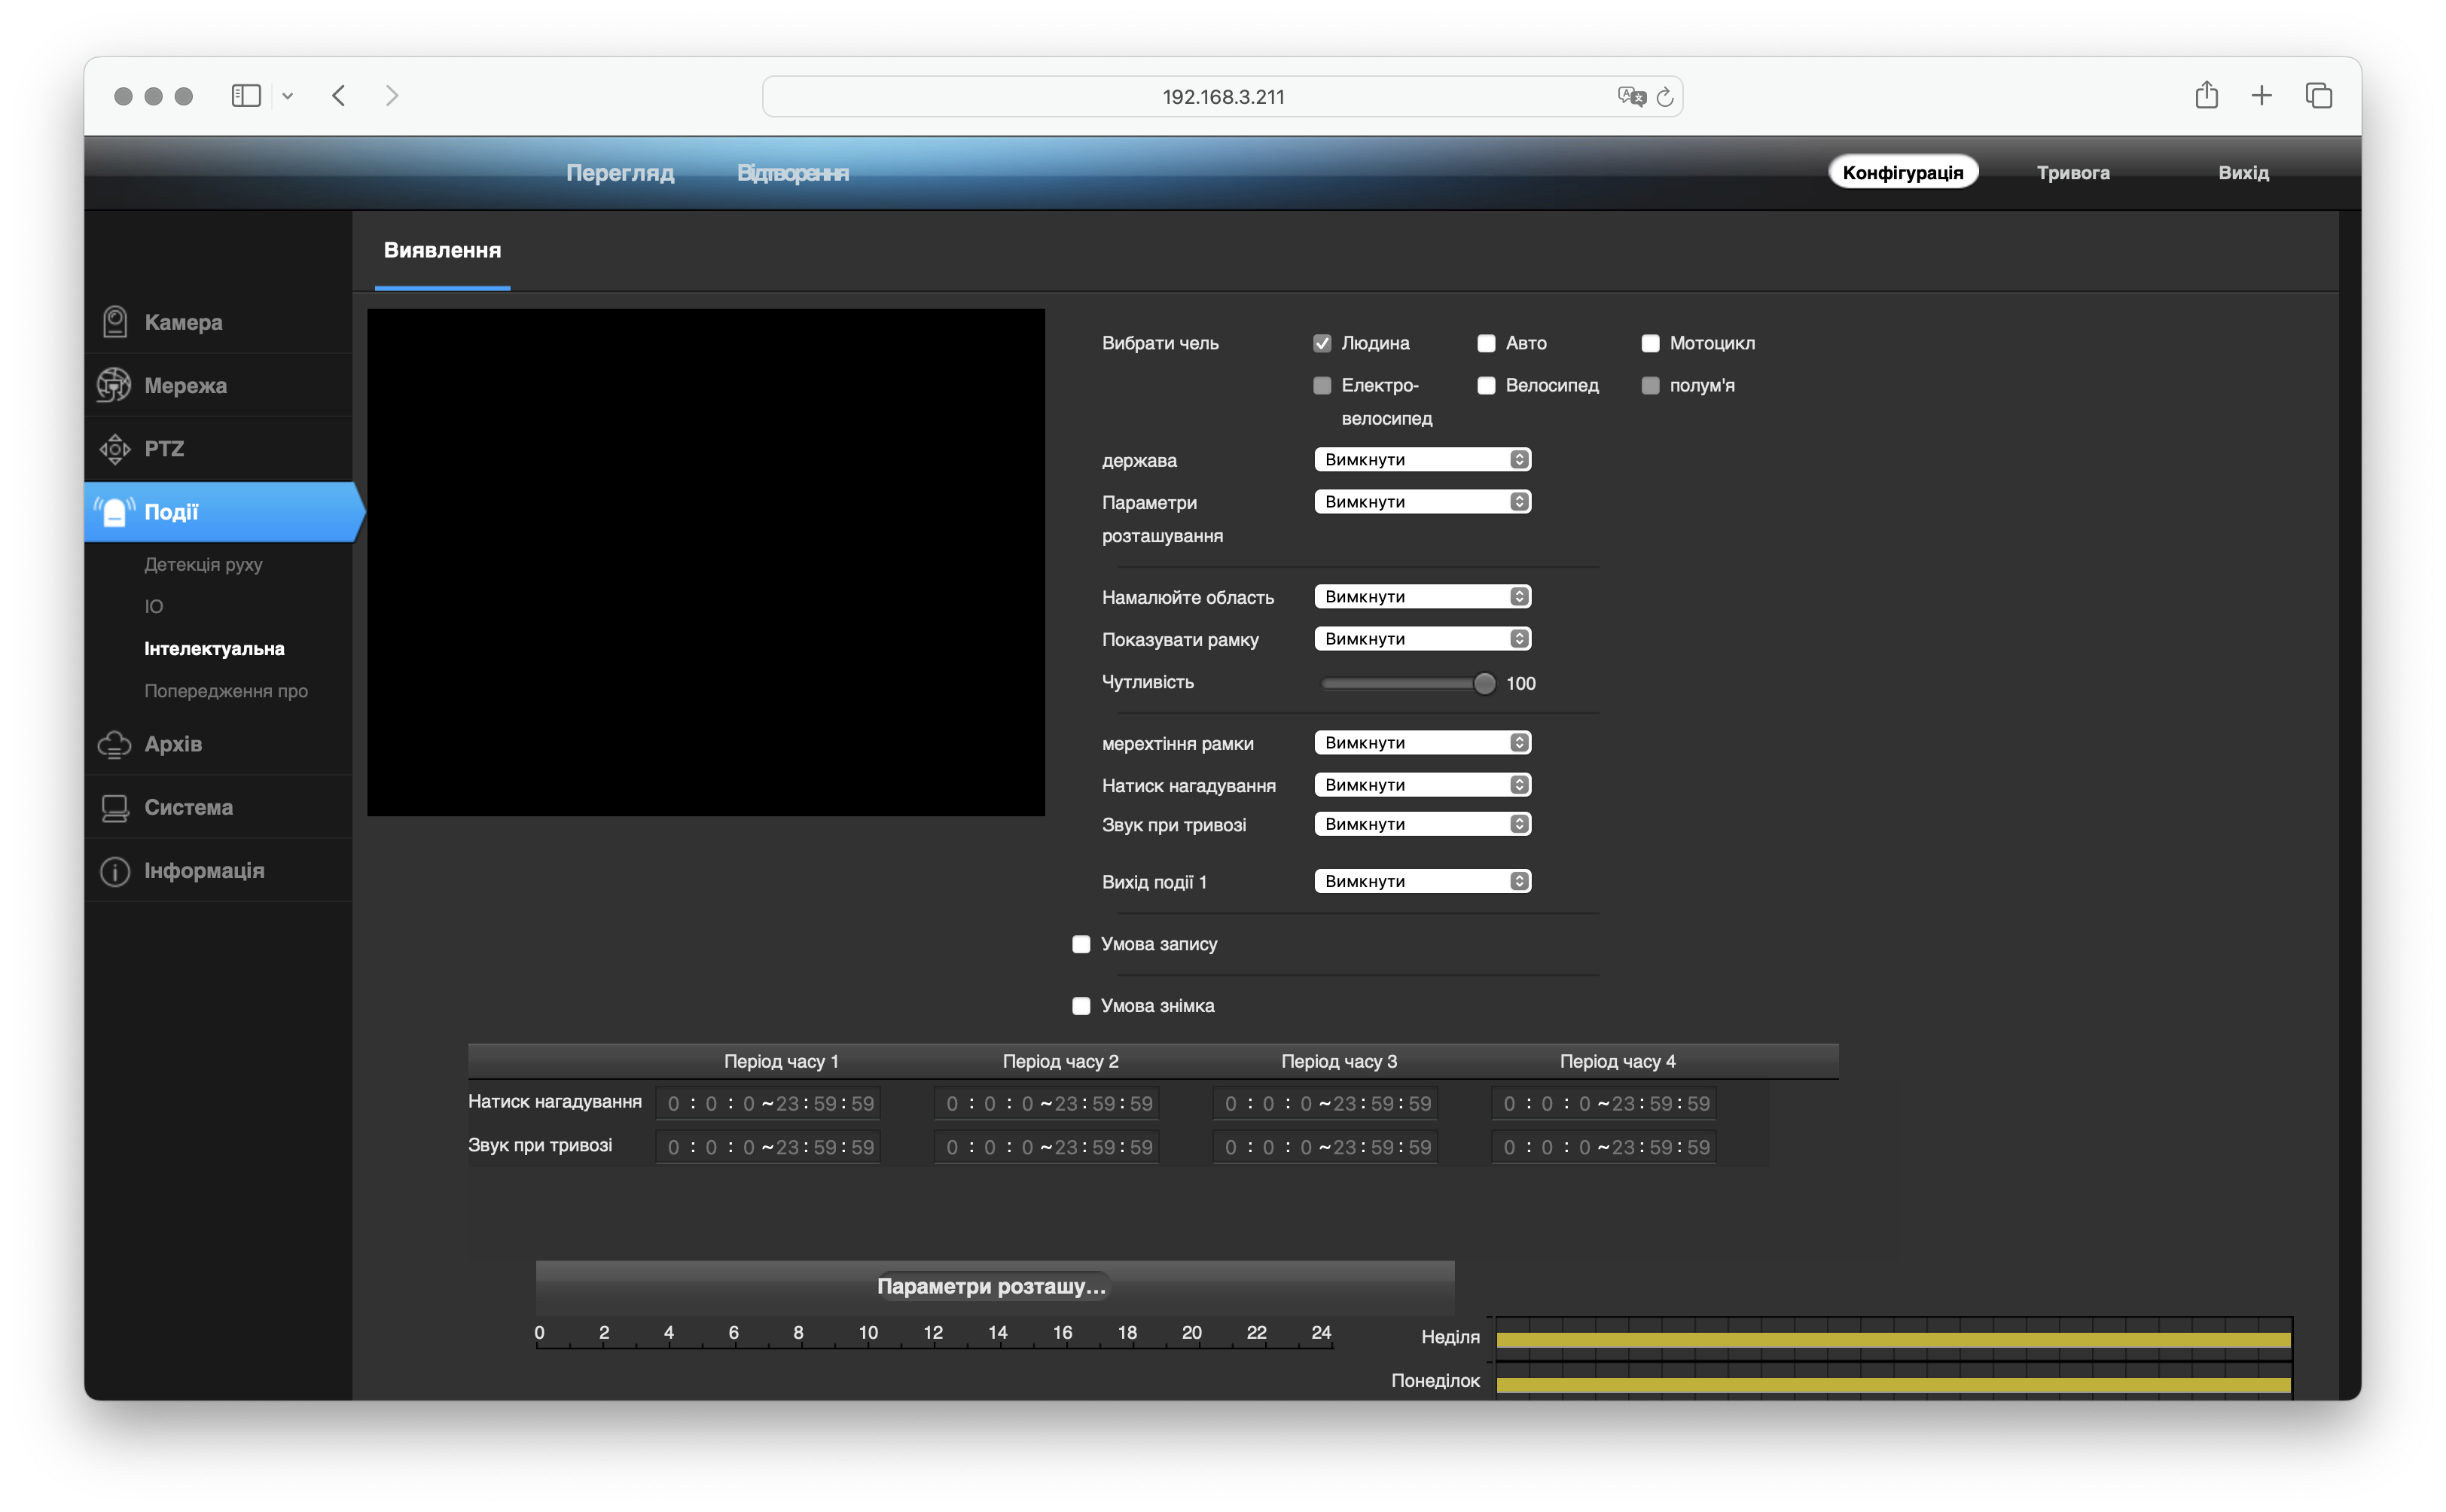 192.168.3.211
Перегляд Відтворення Конфігурація Тривога Вихід
Виявлення
Камера
Мережа
PTZ
Події
Детекція руху
IO
Інтелектуальна
Попередження про
Архів
Система
Інформація
Вибрати чель Людина Авто Мотоцикл
Електро- Велосипед полум'я
велосипед
держава Вимкнути
Параметри Вимкнути
розташування
Намалюйте область Вимкнути
Показувати рамку Вимкнути
Чутливість 100
мерехтіння рамки Вимкнути
Натиск нагадування Вимкнути
Звук при тривозі Вимкнути
Вихід події 1 Вимкнути
Умова запису
Умова знімка
Період часу 1 Період часу 2 Період часу 3 Період часу 4
Натиск нагадування 0 : 0 : 0 ~23:59:59 0 : 0 : 0 ~23:59:59 0 : 0 : 0 ~23:59:59 0 : 0 : 0 ~23:59:59
Звук при тривозі 0 : 0 : 0 ~23:59:59 0 : 0 : 0 ~23:59:59 0 : 0 : 0 ~23:59:59 0 : 0 : 0 ~23:59:59
Параметри розташу...
0 2 4 6 8 10 12 14 16 18 20 22 24
Неділя
Понеділок